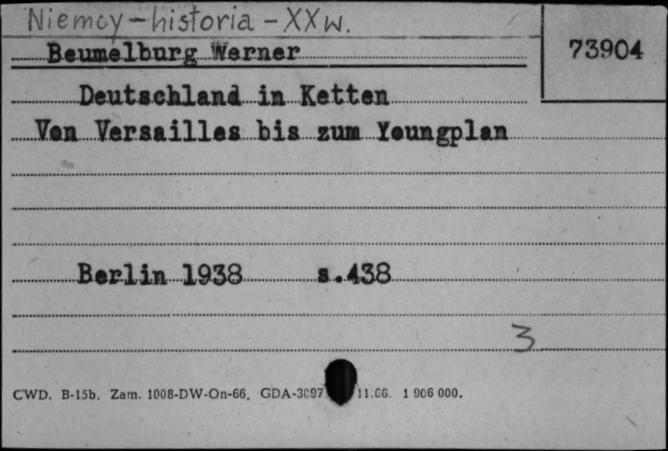 Niemcy - historia - XX w.
73904
Beumelburg Werner
Deutschland in Ketten
Von Versailles bis zum Youngplan
Berlin 1938 s.438
3
CWD. B-15b. Zam. 1008-DW-On-66. GDA-3097 11.66. 1 906 000.